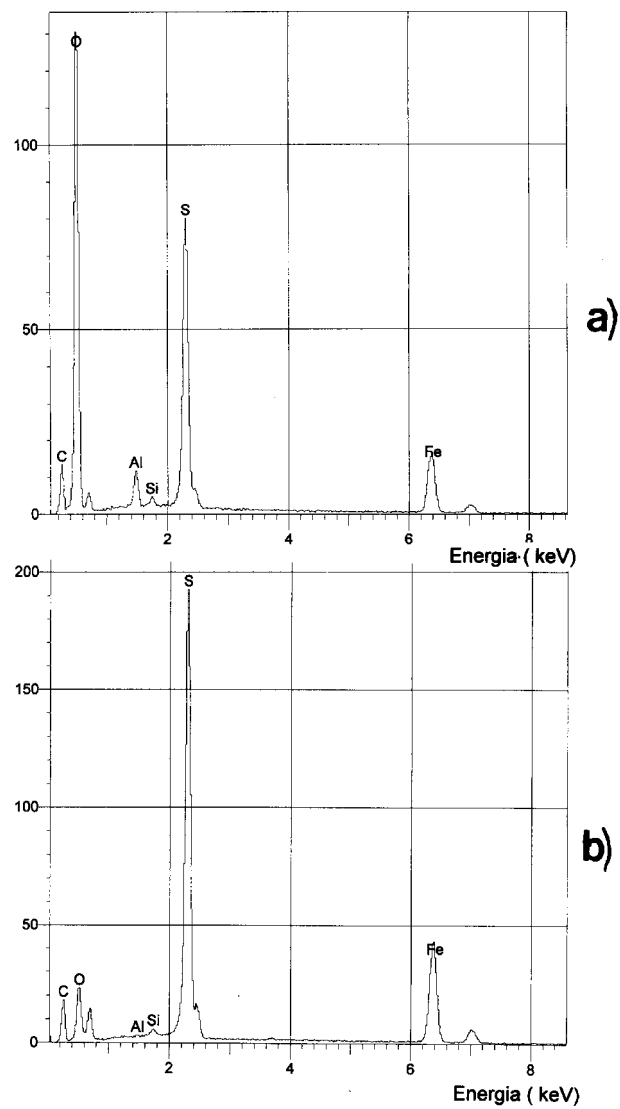 O
100
S
50
a)
C
Al
Si
Fe
0
2 4 6 8
Energia· ( keV)
200
S
150
100
b)
50
C O Fe
Al Si
0
2 4 6 8
Energia ( keV)